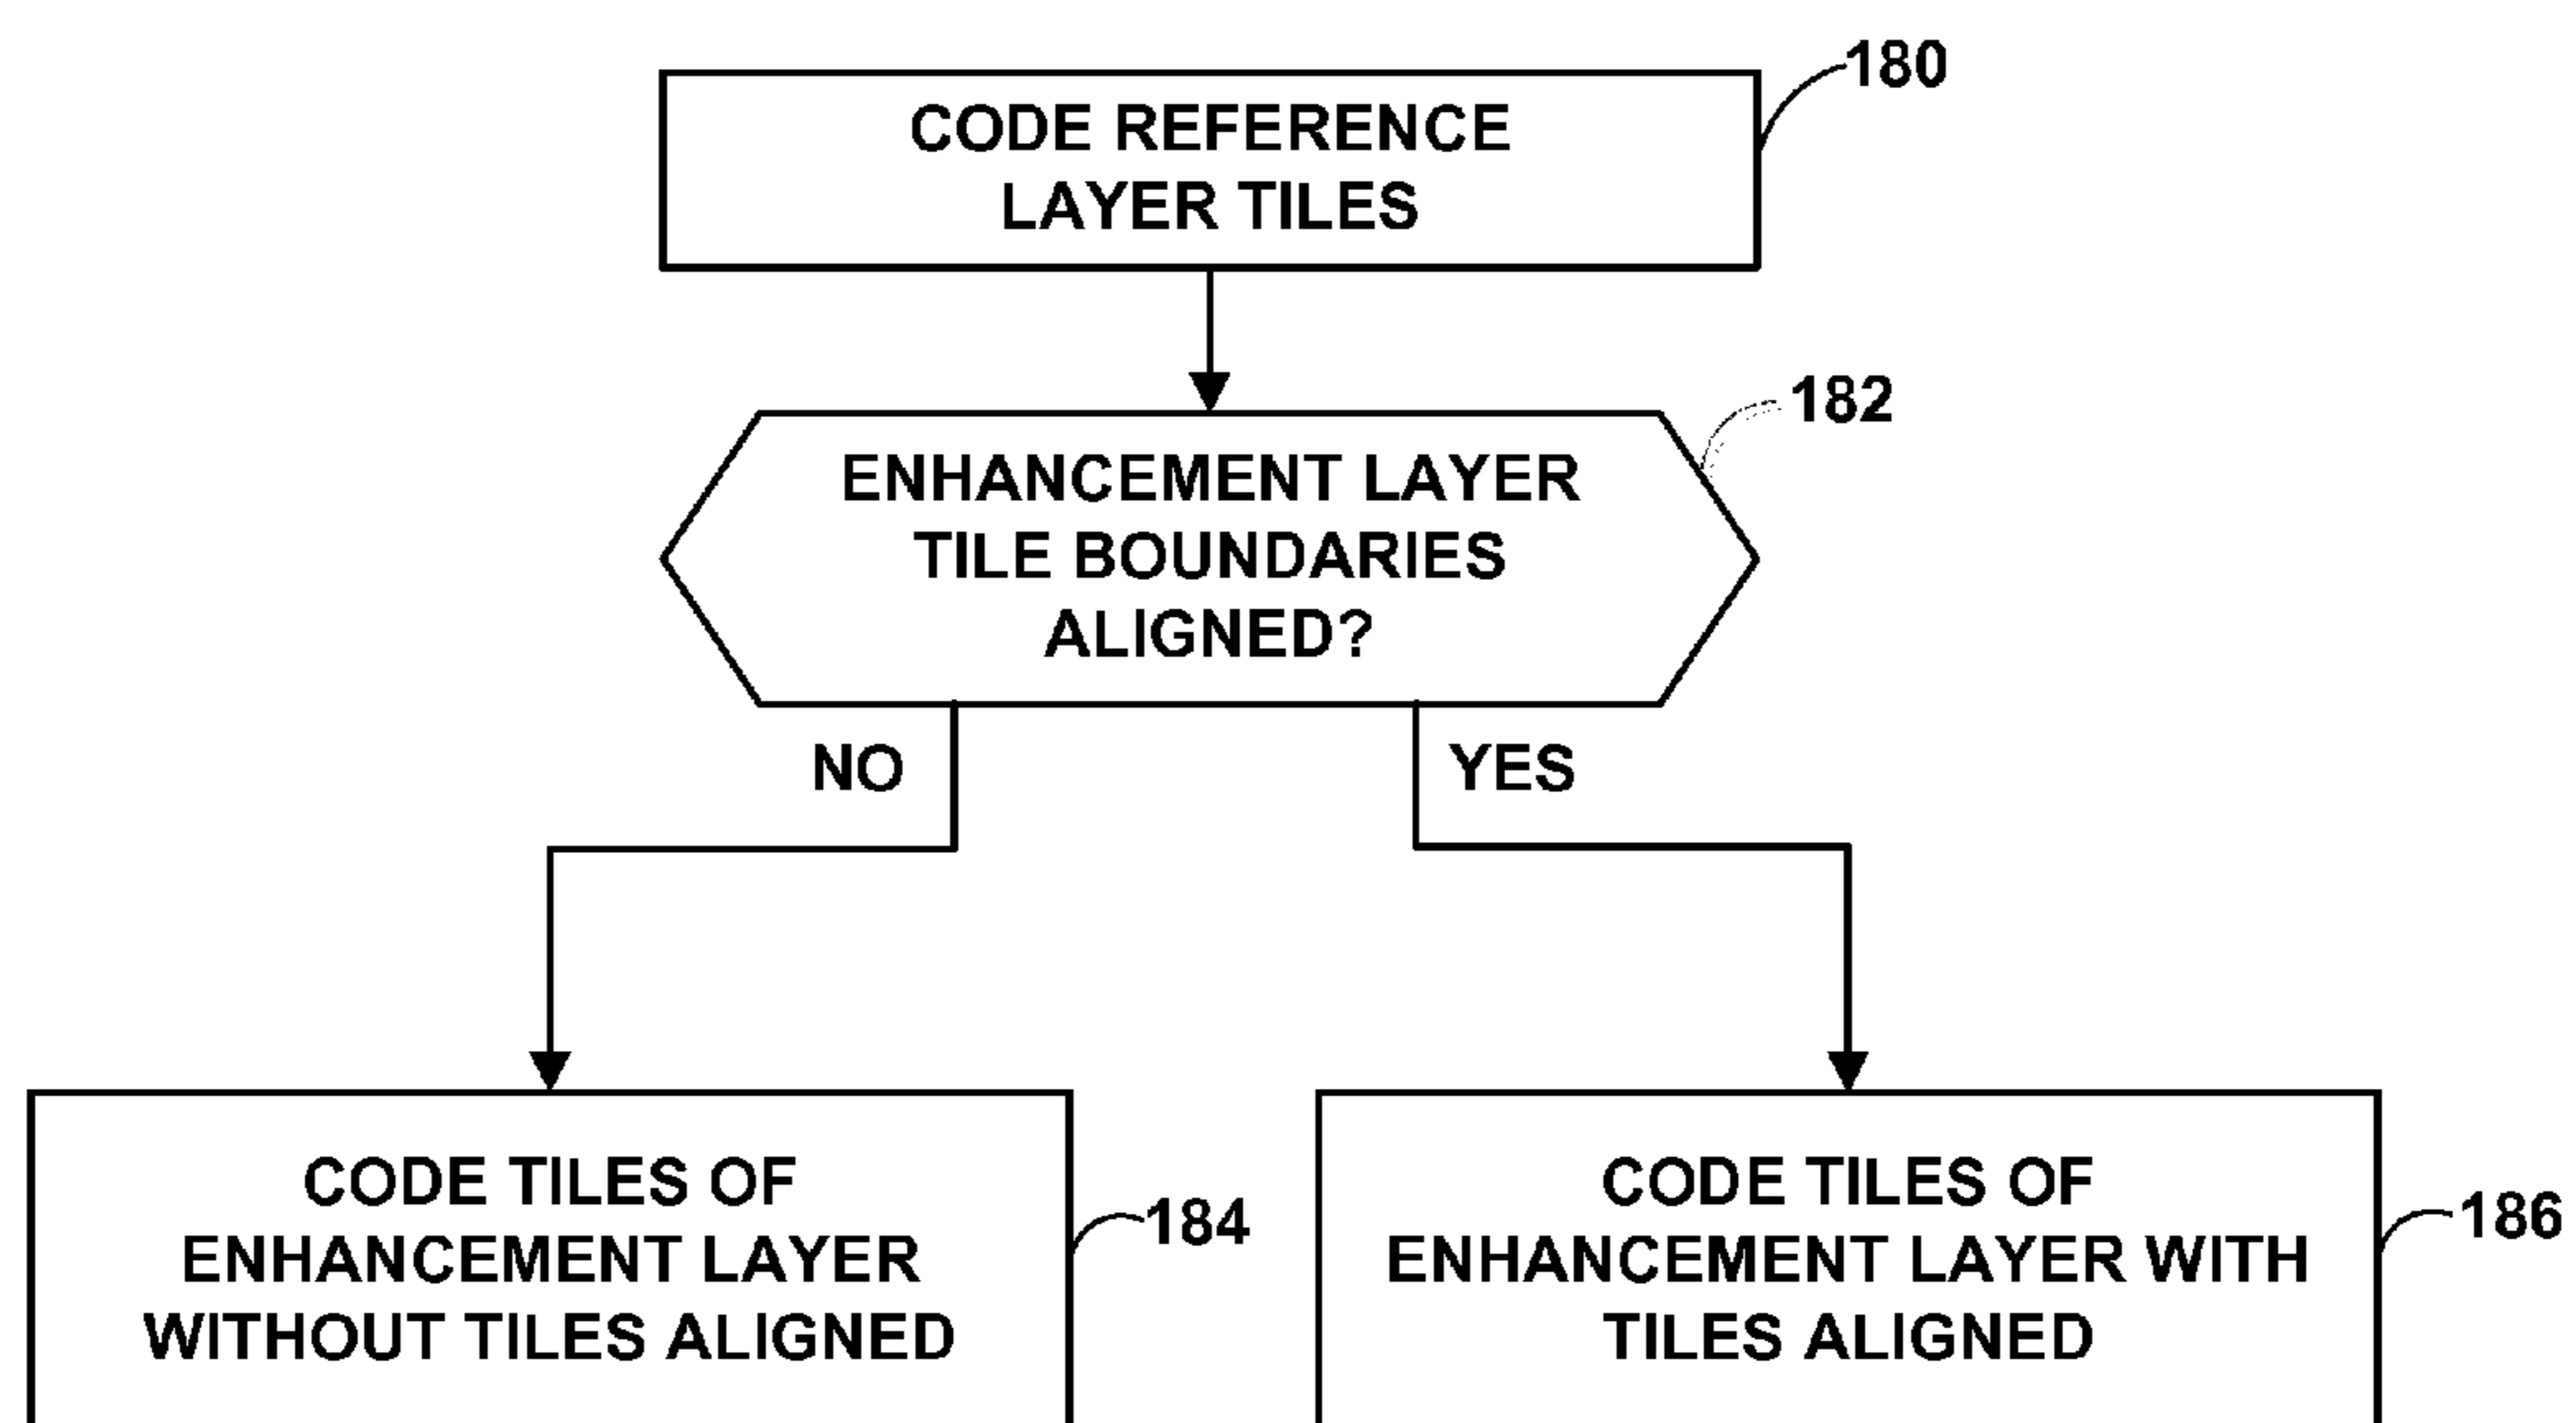 180
CODE REFERENCE
LAYER TILES
182
ENHANCEMENT LAYER
TILE BOUNDARIES
ALIGNED?
NO
YES
CODE TILES OF
ENHANCEMENT LAYER
WITHOUT TILES ALIGNED
184
CODE TILES OF
ENHANCEMENT LAYER WITH
TILES ALIGNED
186